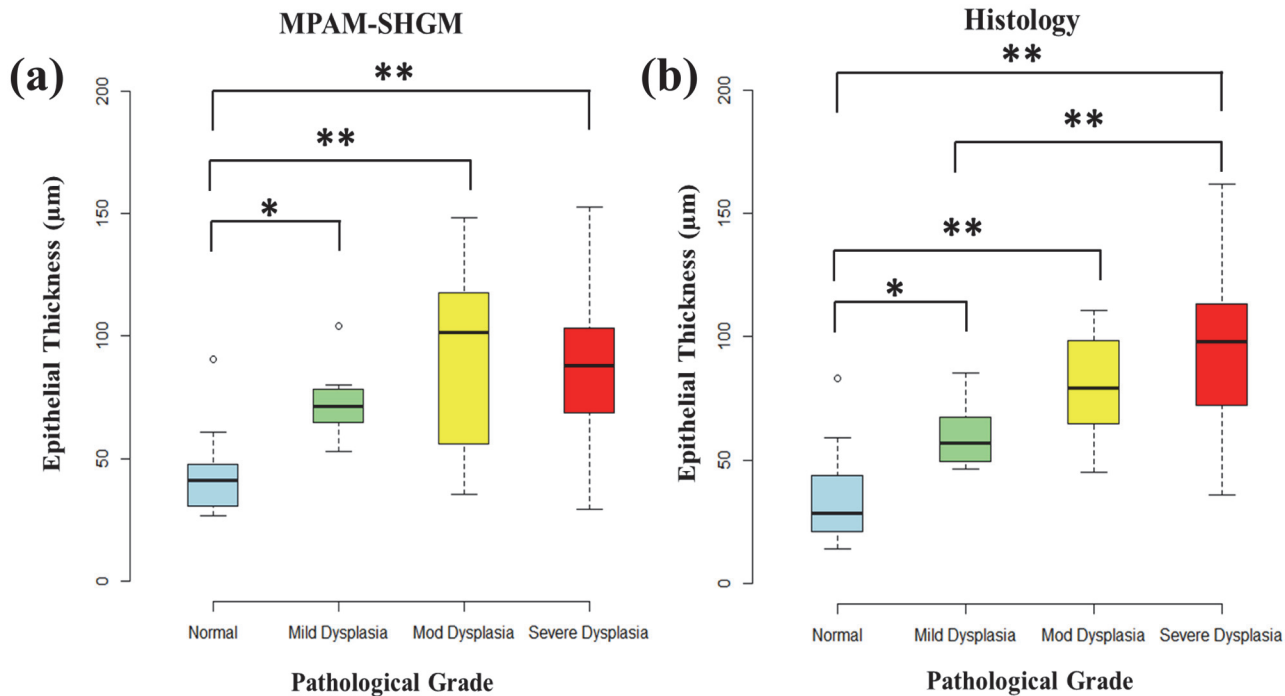 MPAM-SHGM
(a)
**
**
*
Epithelial Thickness (µm)
200
150
100
50
0
Normal
Mild Dysplasia
Mod Dysplasia
Severe Dysplasia
Pathological Grade
Histology
(b)
**
**
**
*
Epithelial Thickness (µm)
200
150
100
50
0
Normal
Mild Dysplasia
Mod Dysplasia
Severe Dysplasia
Pathological Grade